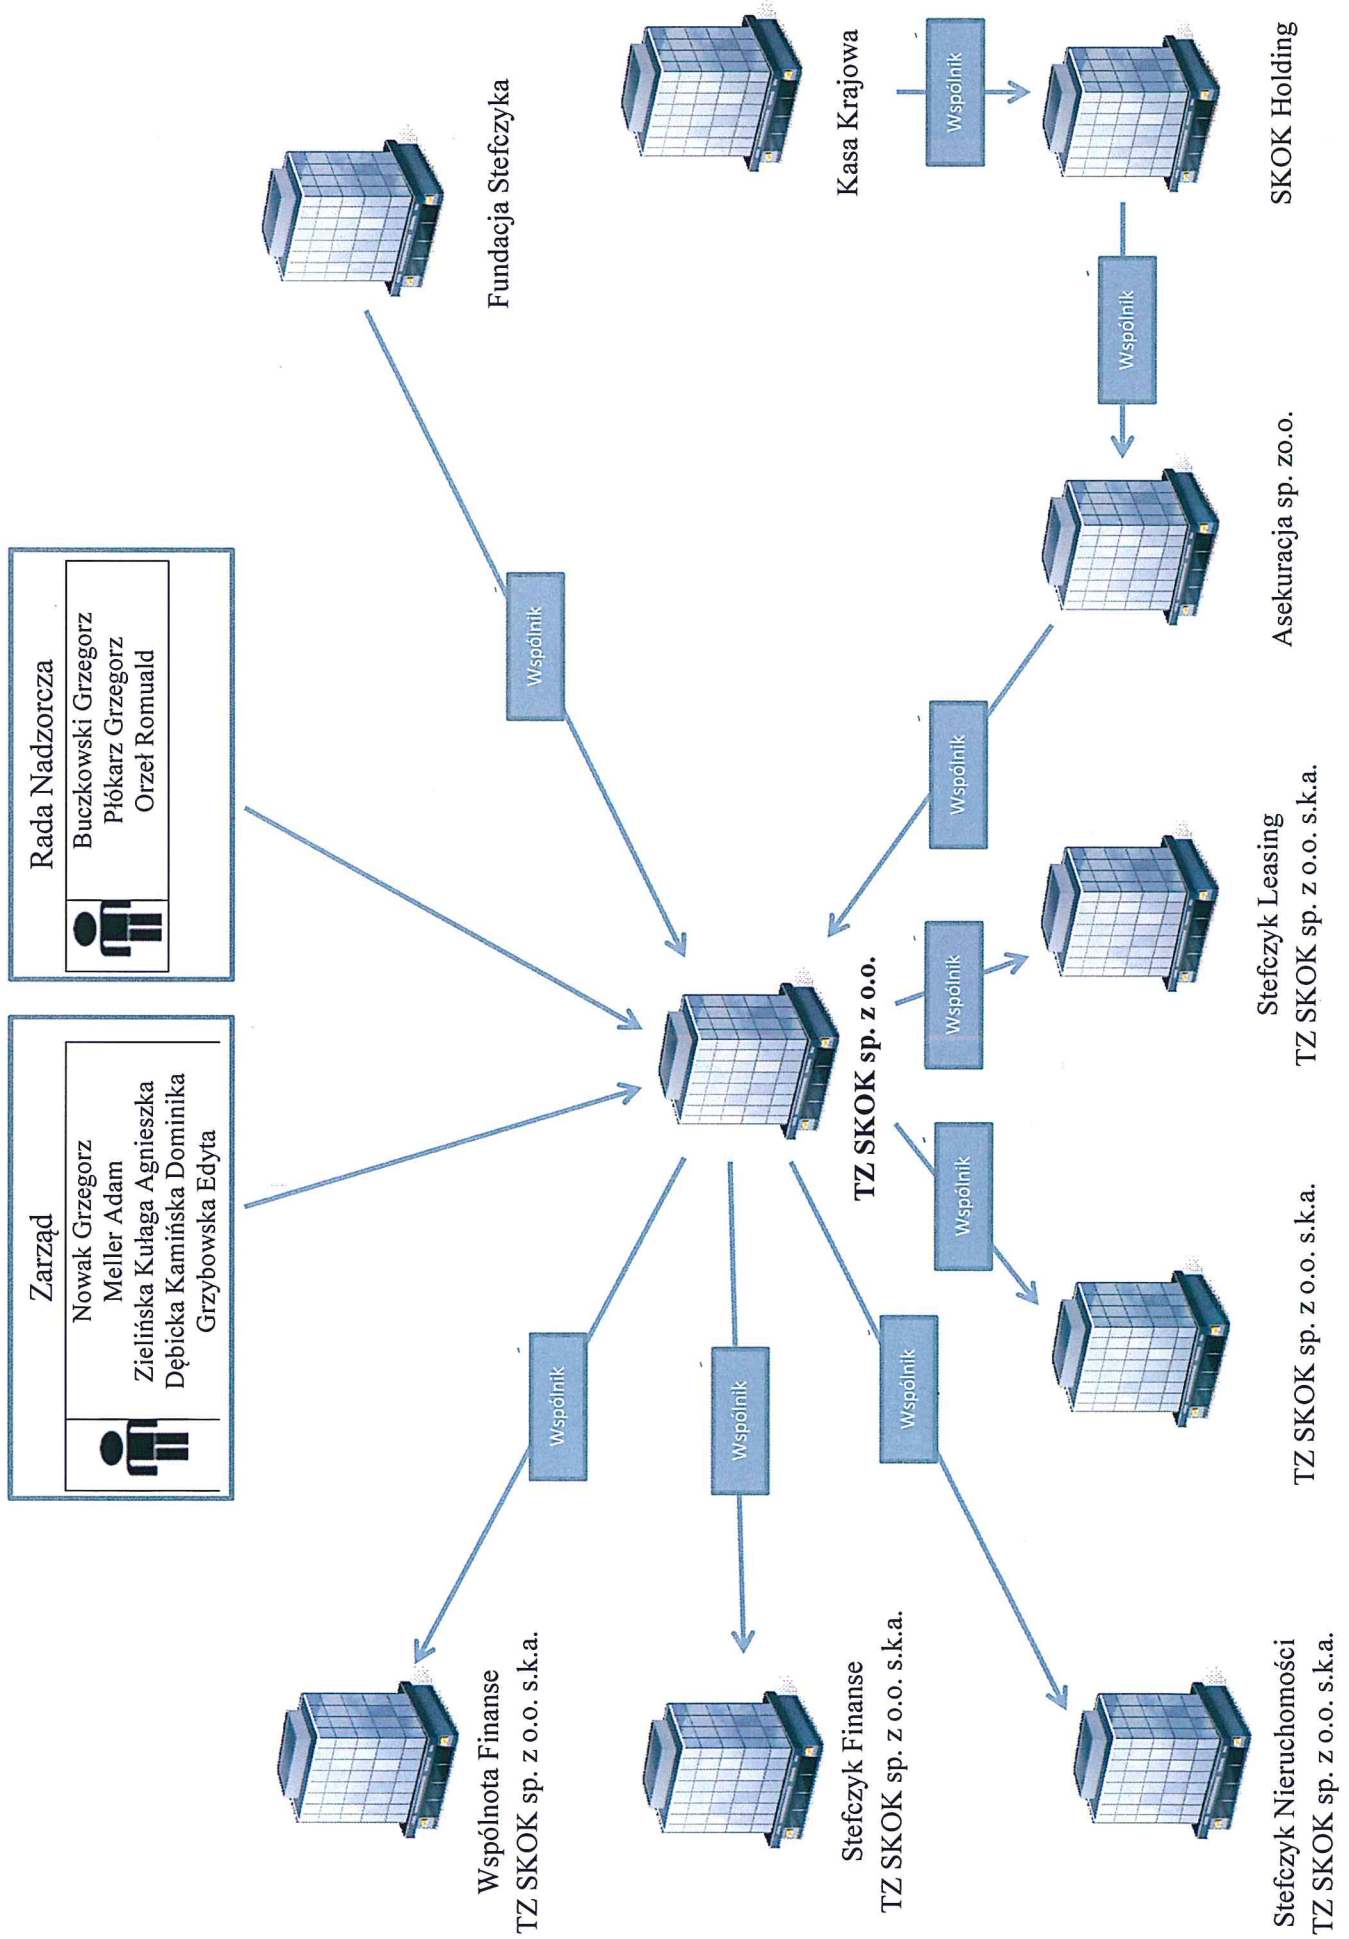 Zarząd
Nowak Grzegorz
Meller Adam
Zielińska Kułaga Agnieszka
Dębicka Kamińska Dominika
Grzybowska Edyta
Rada Nadzorcza
Buczkowski Grzegorz
Płókarz Grzegorz
Orzeł Romuald
Wspólnik
Fundacja Stefczyka
Wspólnik
Wspólnota Finanse
TZ SKOK sp. z o.o. s.k.a.
Wspólnik
Stefczyk Finanse
TZ SKOK sp. z o.o. s.k.a.
TZ SKOK sp. z o.o.
Kasa Krajowa
Wspólnik
Wspólnik
Wspólnik
Wspólnik
Wspólnik
Wspólnik
Stefczyk Nieruchomości
TZ SKOK sp. z o.o. s.k.a.
TZ SKOK sp. z o.o. s.k.a.
Stefczyk Leasing
TZ SKOK sp. z o.o. s.k.a.
Asekuracja sp. zo.o.
SKOK Holding